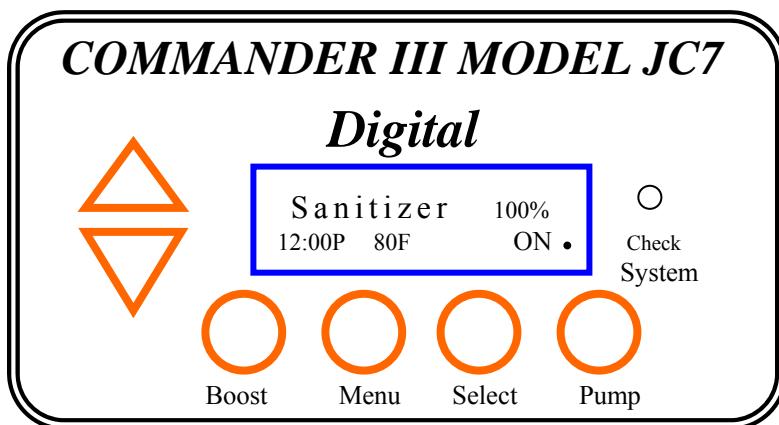 COMMANDER III MODEL JC7
Digital
Sanitizer 100%
12:00P 80F ON
Check
System
Boost Menu Select Pump